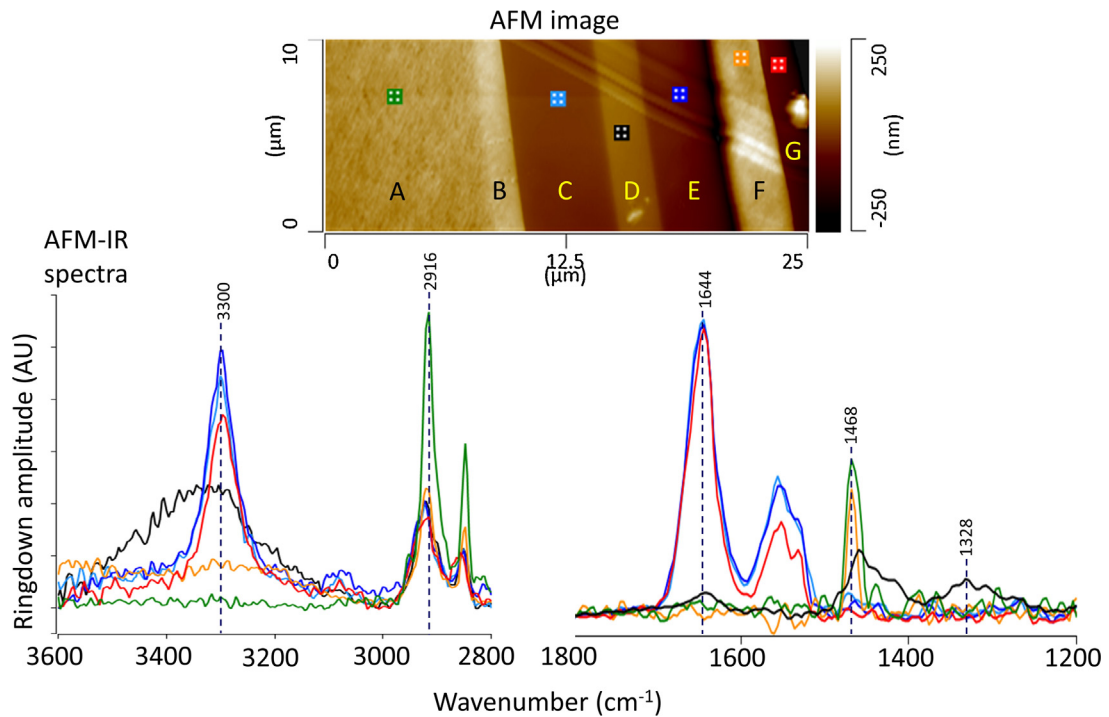 AFM image
10
0
(µm)
A
B
C
D
E
F
G
250
-250
(nm)
0
12.5
25
(µm)
AFM-IR
spectra
3300
2916
1644
1468
1328
Ringdown amplitude (AU)
3600
3400
3200
3000
2800
1800
1600
1400
1200
Wavenumber (cm⁻¹)